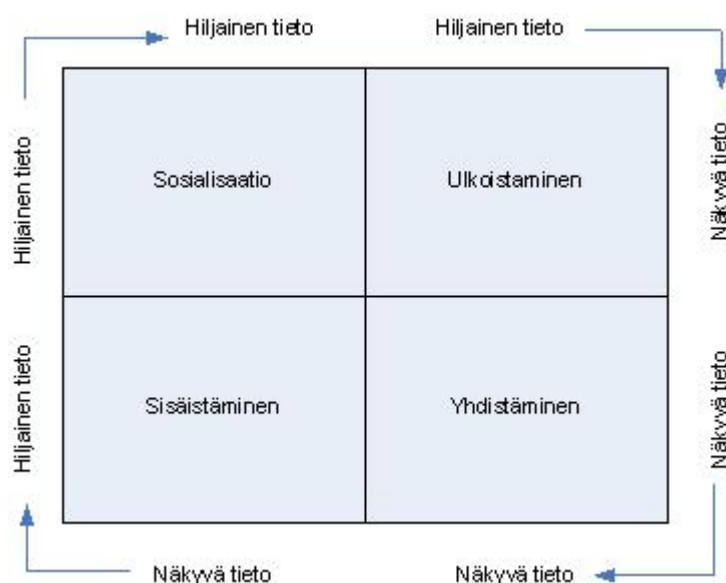 Hiljainen tieto
Hiljainen tieto
Hiljainen tieto
Näkyvä tieto
Sosialisaatio
Ulkoistaminen
Hiljainen tieto
Näkyvä tieto
Sisäistäminen
Yhdistäminen
Näkyvä tieto
Näkyvä tieto